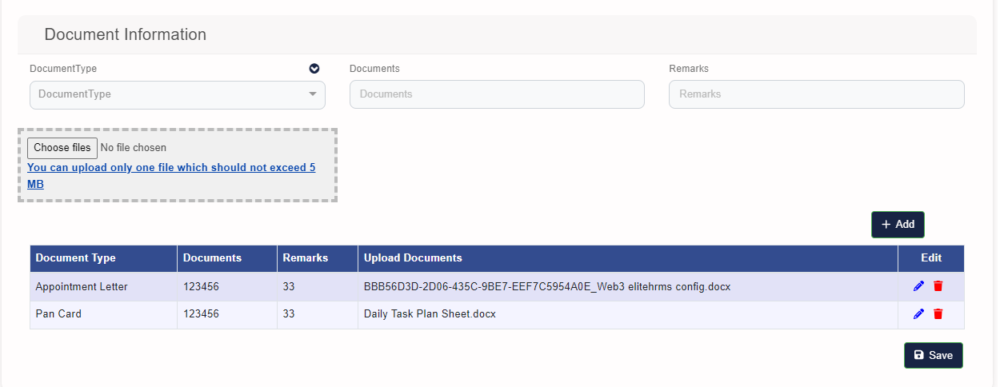 Document Information
DocumentType Documents Remarks
DocumentType Documents Remarks
Choose files No file chosen
You can upload only one file which should not exceed 5
MB
+ Add
Document Type Documents Remarks Upload Documents Edit
Appointment Letter 123456 33 BBB56D3D-2D06-435C-9BE7-EEF7C5954A0E_Web3 elitehrms config.docx
Pan Card 123456 33 Daily Task Plan Sheet.docx
Save